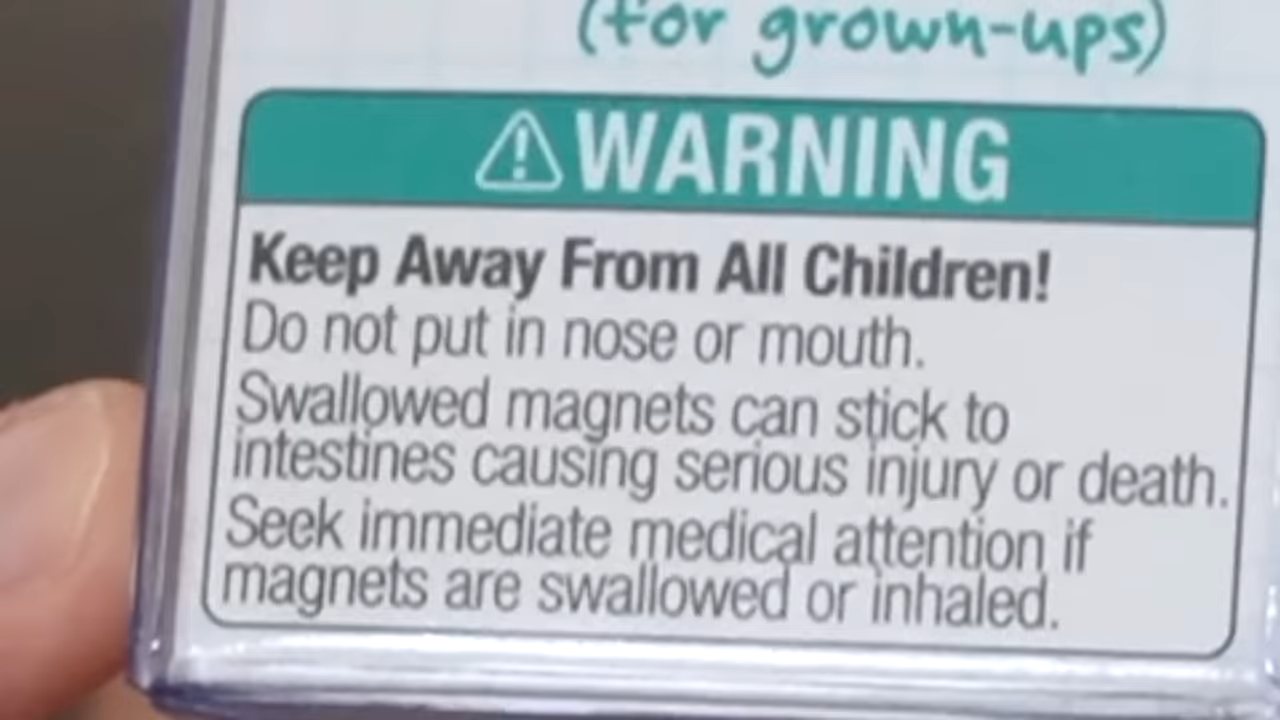 (for grown-ups)
WARNING
Keep Away From All Children!
Do not put in nose or mouth.
Swallowed magnets can stick to
intestines causing serious injury or death.
Seek immediate medical attention if
magnets are swallowed or inhaled.